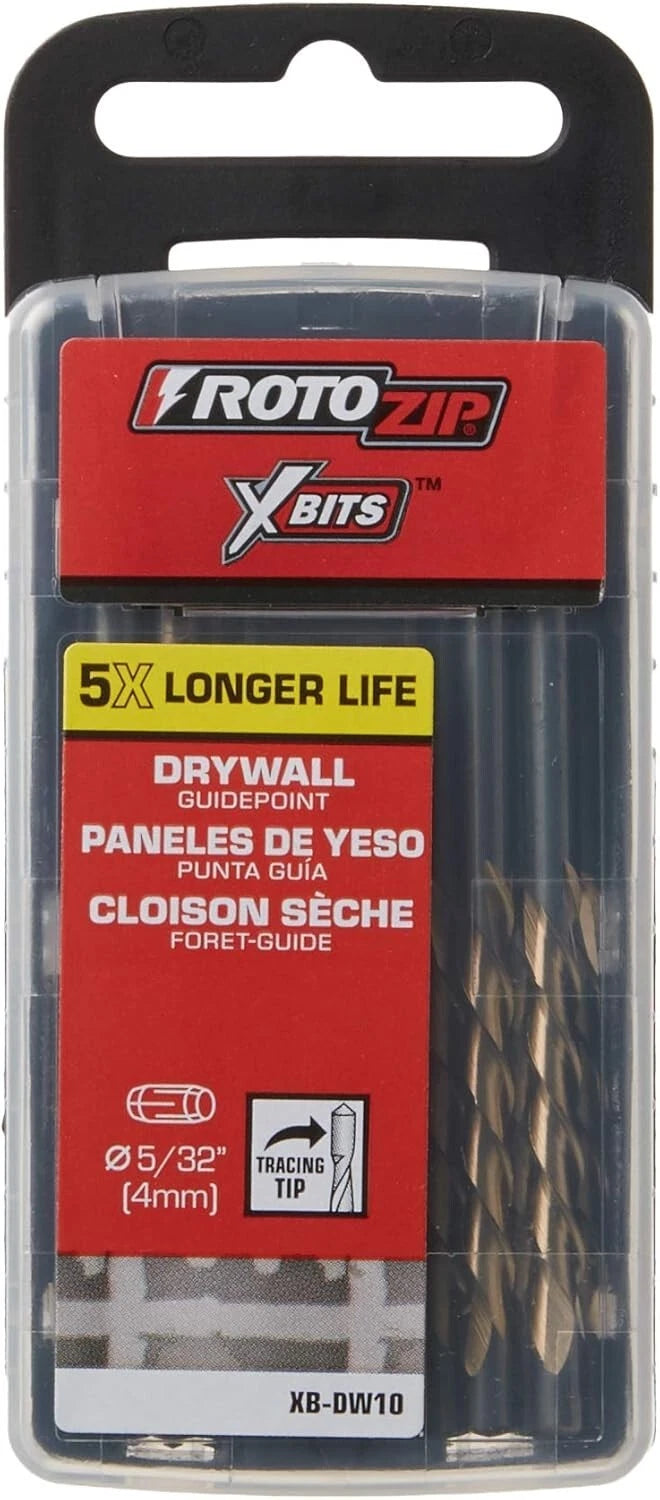 ROTOZIP®
XBITS™
5X LONGER LIFE
DRYWALL
GUIDEPOINT
PANELES DE YESO
PUNTA GUÍA
CLOISON SÈCHE
FORET-GUIDE
Ø5/32"
(4mm)
TRACING
TIP
XB-DW10